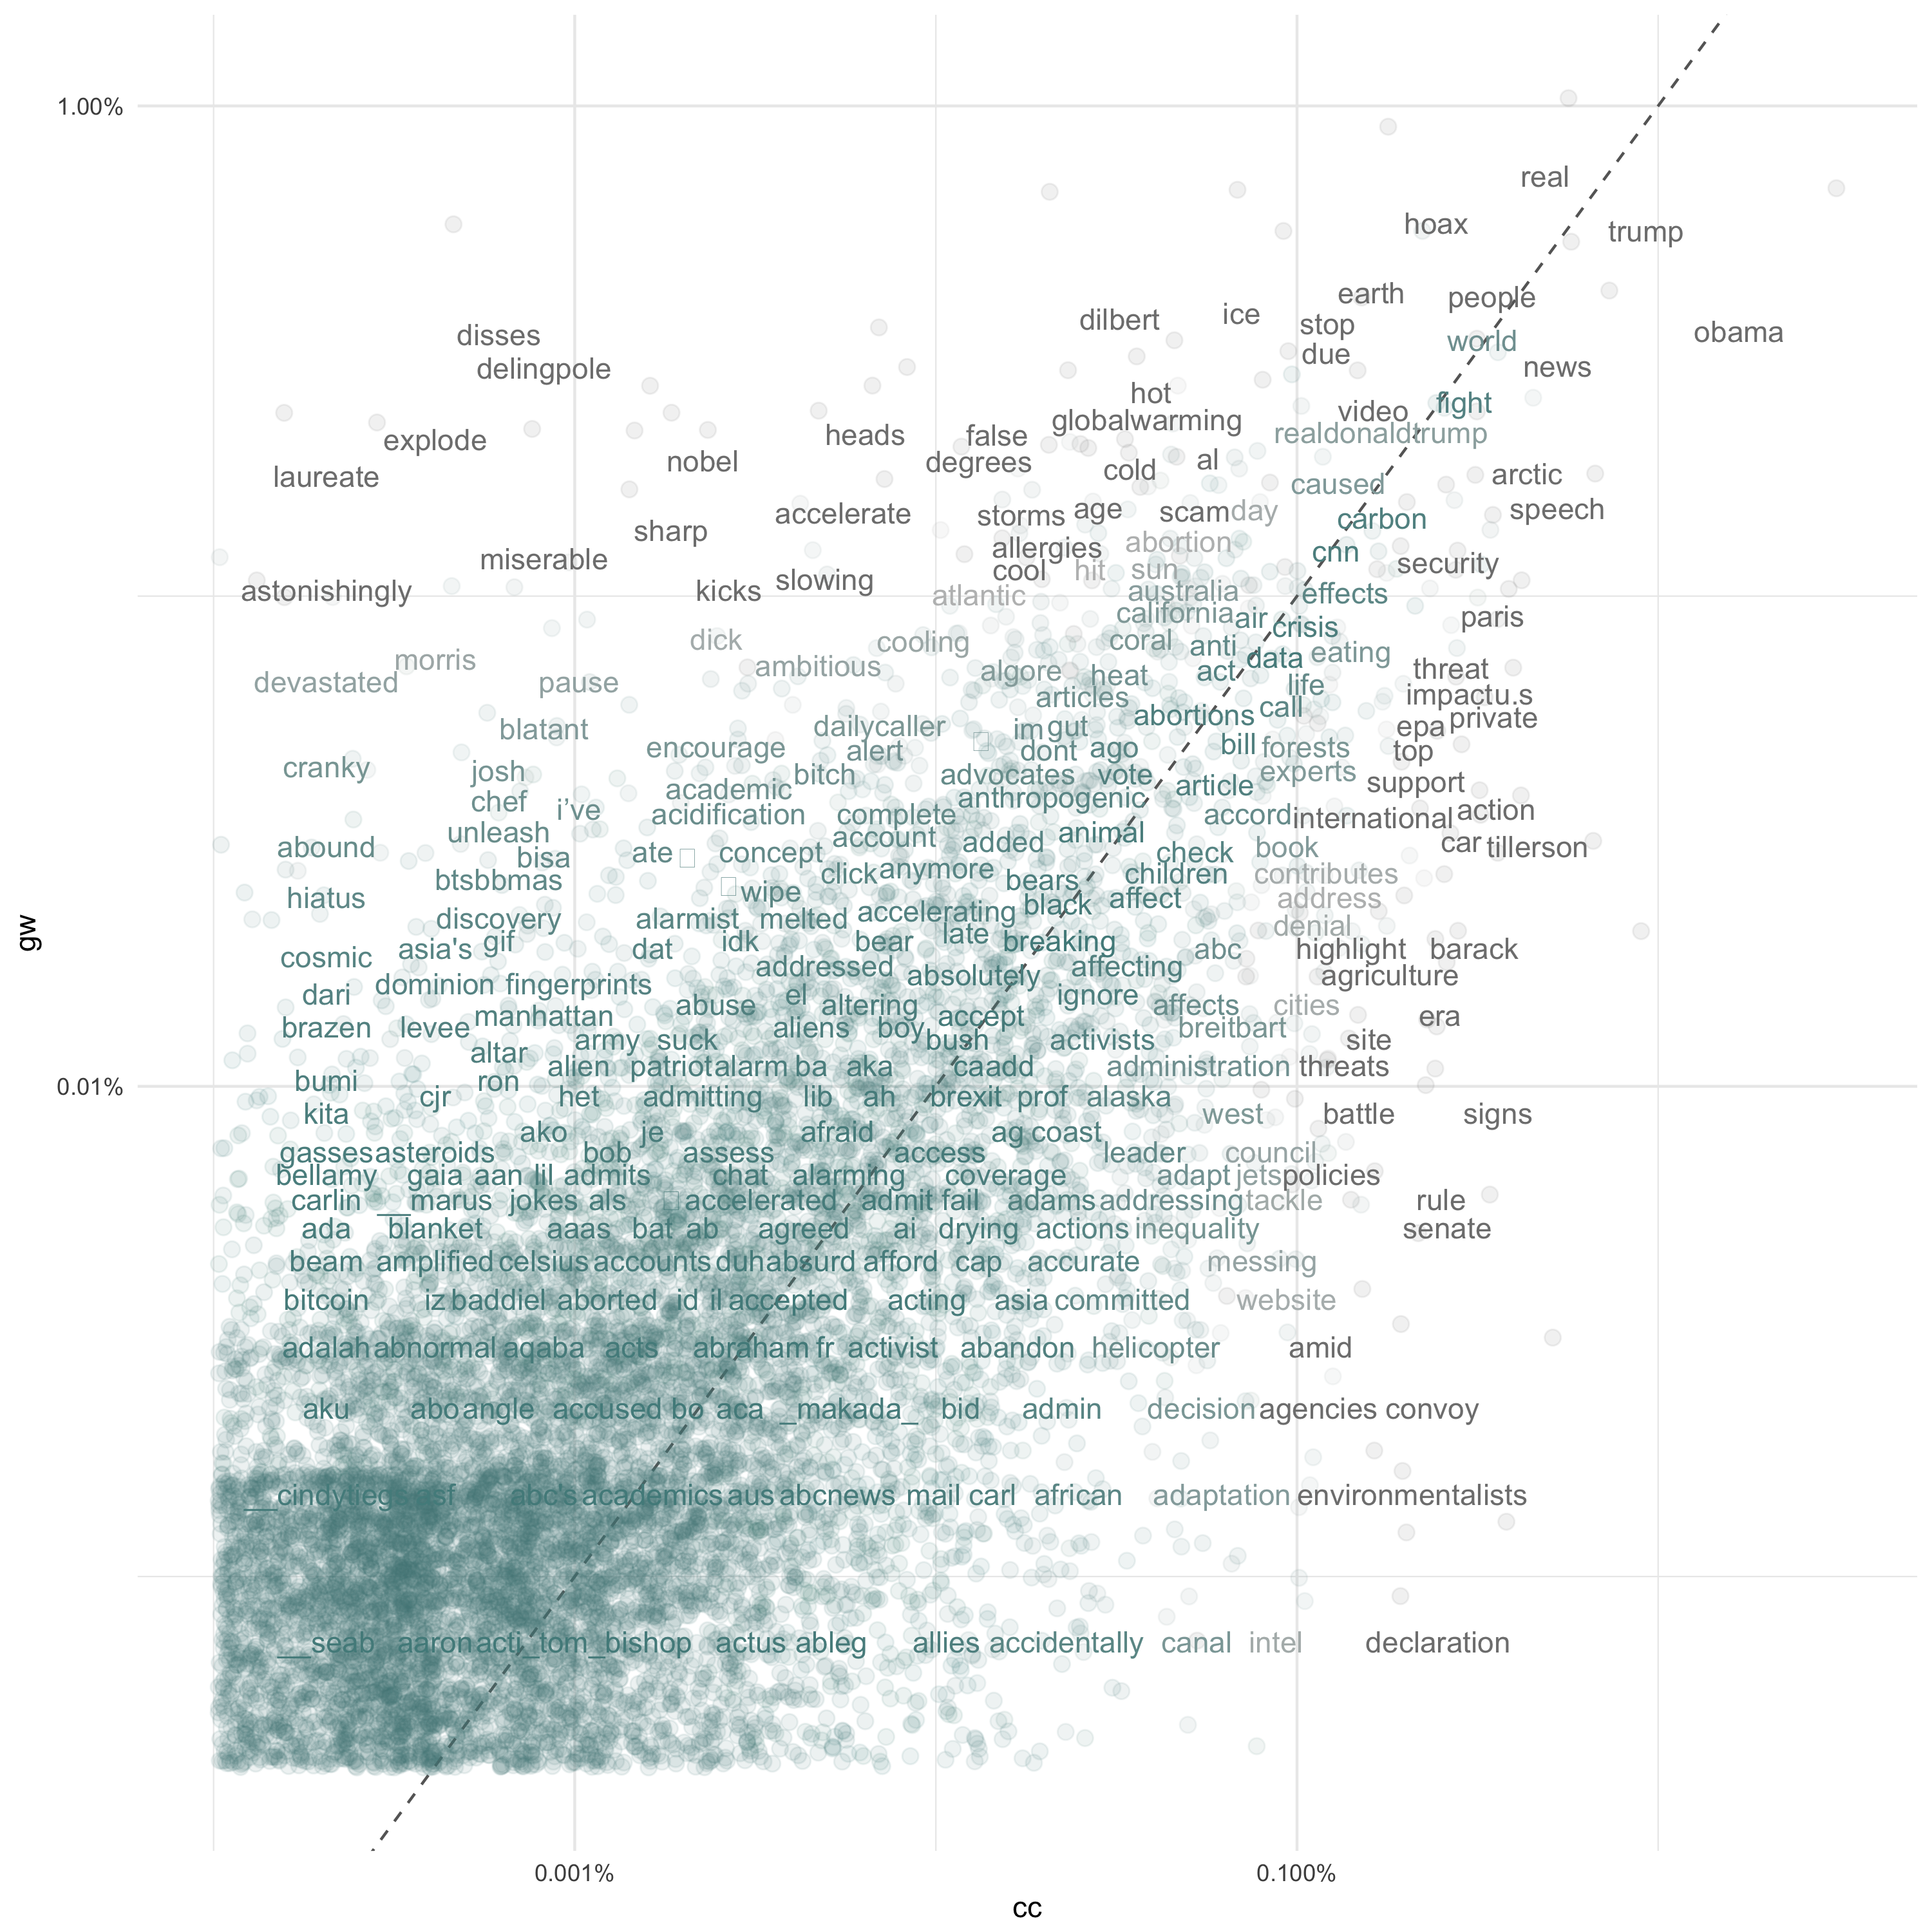 1.00%
real
hoax
trump
earth people
disses dilbert ice stop obama
world
delingpole due news
hot fight
video
globalwarming
explode heads false realdonaldtrump
laureate nobel degrees cold al arctic
caused
accelerate storms age scam day speech
sharp carbon
miserable allergies abortion cnn security
cool hit sun
astonishingly kicks slowing atlantic australia effects
california air paris
dick cooling coral anti crisis
morris ambitious algore heat act data eating threat
devastated pause articles life impact u.s
blatant dailycaller im gut abortions call epa private
encourage alert dont ago bill forests top
cranky josh bitch advocates vote experts
academic article support
chef i've anthropogenic action
acidification complete accord international
unleash account added animal
abound bisa ate concept check book car tillerson
btsbbmas click anymore bears children contributes
hiatus wipe black affect address
discovery alarmist melted accelerating late denial
cosmic asia's gif dat idk bear breaking abc highlight barack
addressed absolutely affecting agriculture
dari dominion fingerprints abuse el altering ignore affects cities
brazen levee manhattan aliens boy accept breitbart era
altar army suck bush activists site
bumi ron alien patriot alarm ba aka caadd administration threats
0.01%
kita cjr het admitting lib ah brexit prof alaska west battle signs
gw
ako je afraid ag coast
gasses asteroids bob assess access leader council
bellamy gaia aan lil admits chat alarming coverage adapt jets policies
carlin __marus jokes als accelerated admit fail adams addressing tackle rule
ada blanket aaas bat ab agreed ai drying actions inequality senate
beam amplified celsius accounts duh absurd afford cap accurate messing
bitcoin iz baddiel aborted id il accepted acting asia committed website
adalah abnormal aqaba acts abraham fr activist abandon helicopter amid
aku abo angle accused bo aca _makada_ bid admin decision agencies convoy
__cindytiegs asf abc's academics aus abcnews mail carl african adaptation environmentalists
__seab aaron acti _tom_bishop actus ableg allies accidentally canal intel declaration
0.001% 0.100%
cc